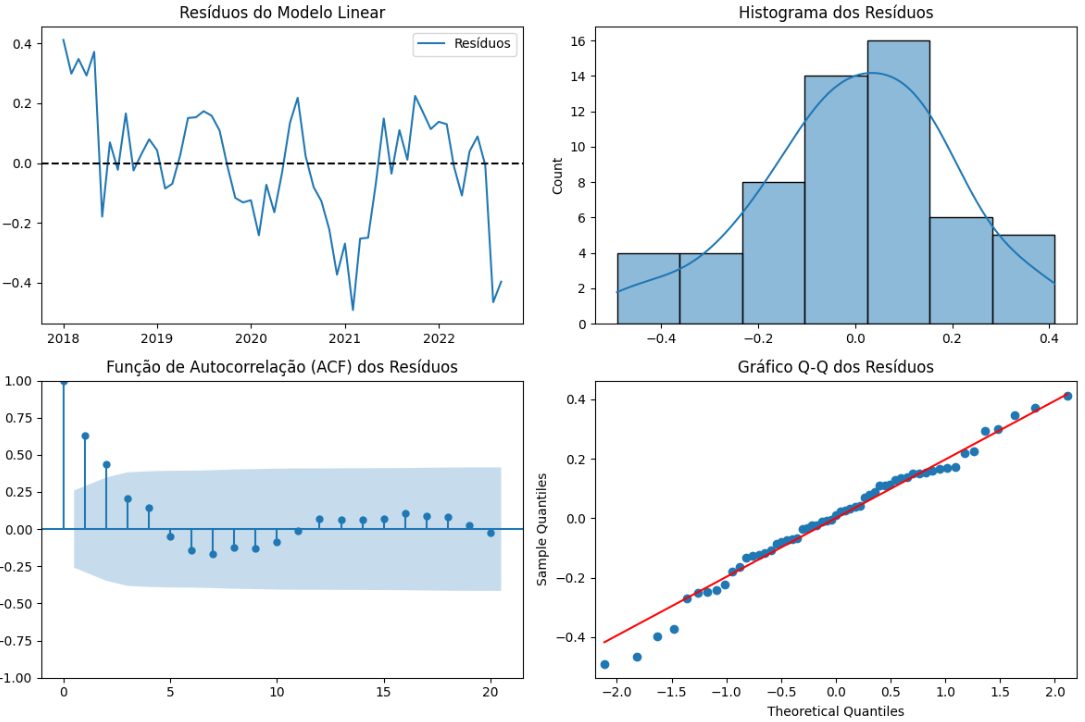 Resíduos do Modelo Linear
0.4
0.2
0.0
−0.2
−0.4
Resíduos
2018 2019 2020 2021 2022
Histograma dos Resíduos
Count
16
14
12
10
8
6
4
2
0
−0.4 −0.2 0.0 0.2 0.4
Função de Autocorrelação (ACF) dos Resíduos
1.00
0.75
0.50
0.25
0.00
0.25
0.50
0.75
1.00
0 5 10 15 20
Gráfico Q-Q dos Resíduos
Sample Quantiles
0.4
0.2
0.0
−0.2
−0.4
−2.0 −1.5 −1.0 −0.5 0.0 0.5 1.0 1.5 2.0
Theoretical Quantiles